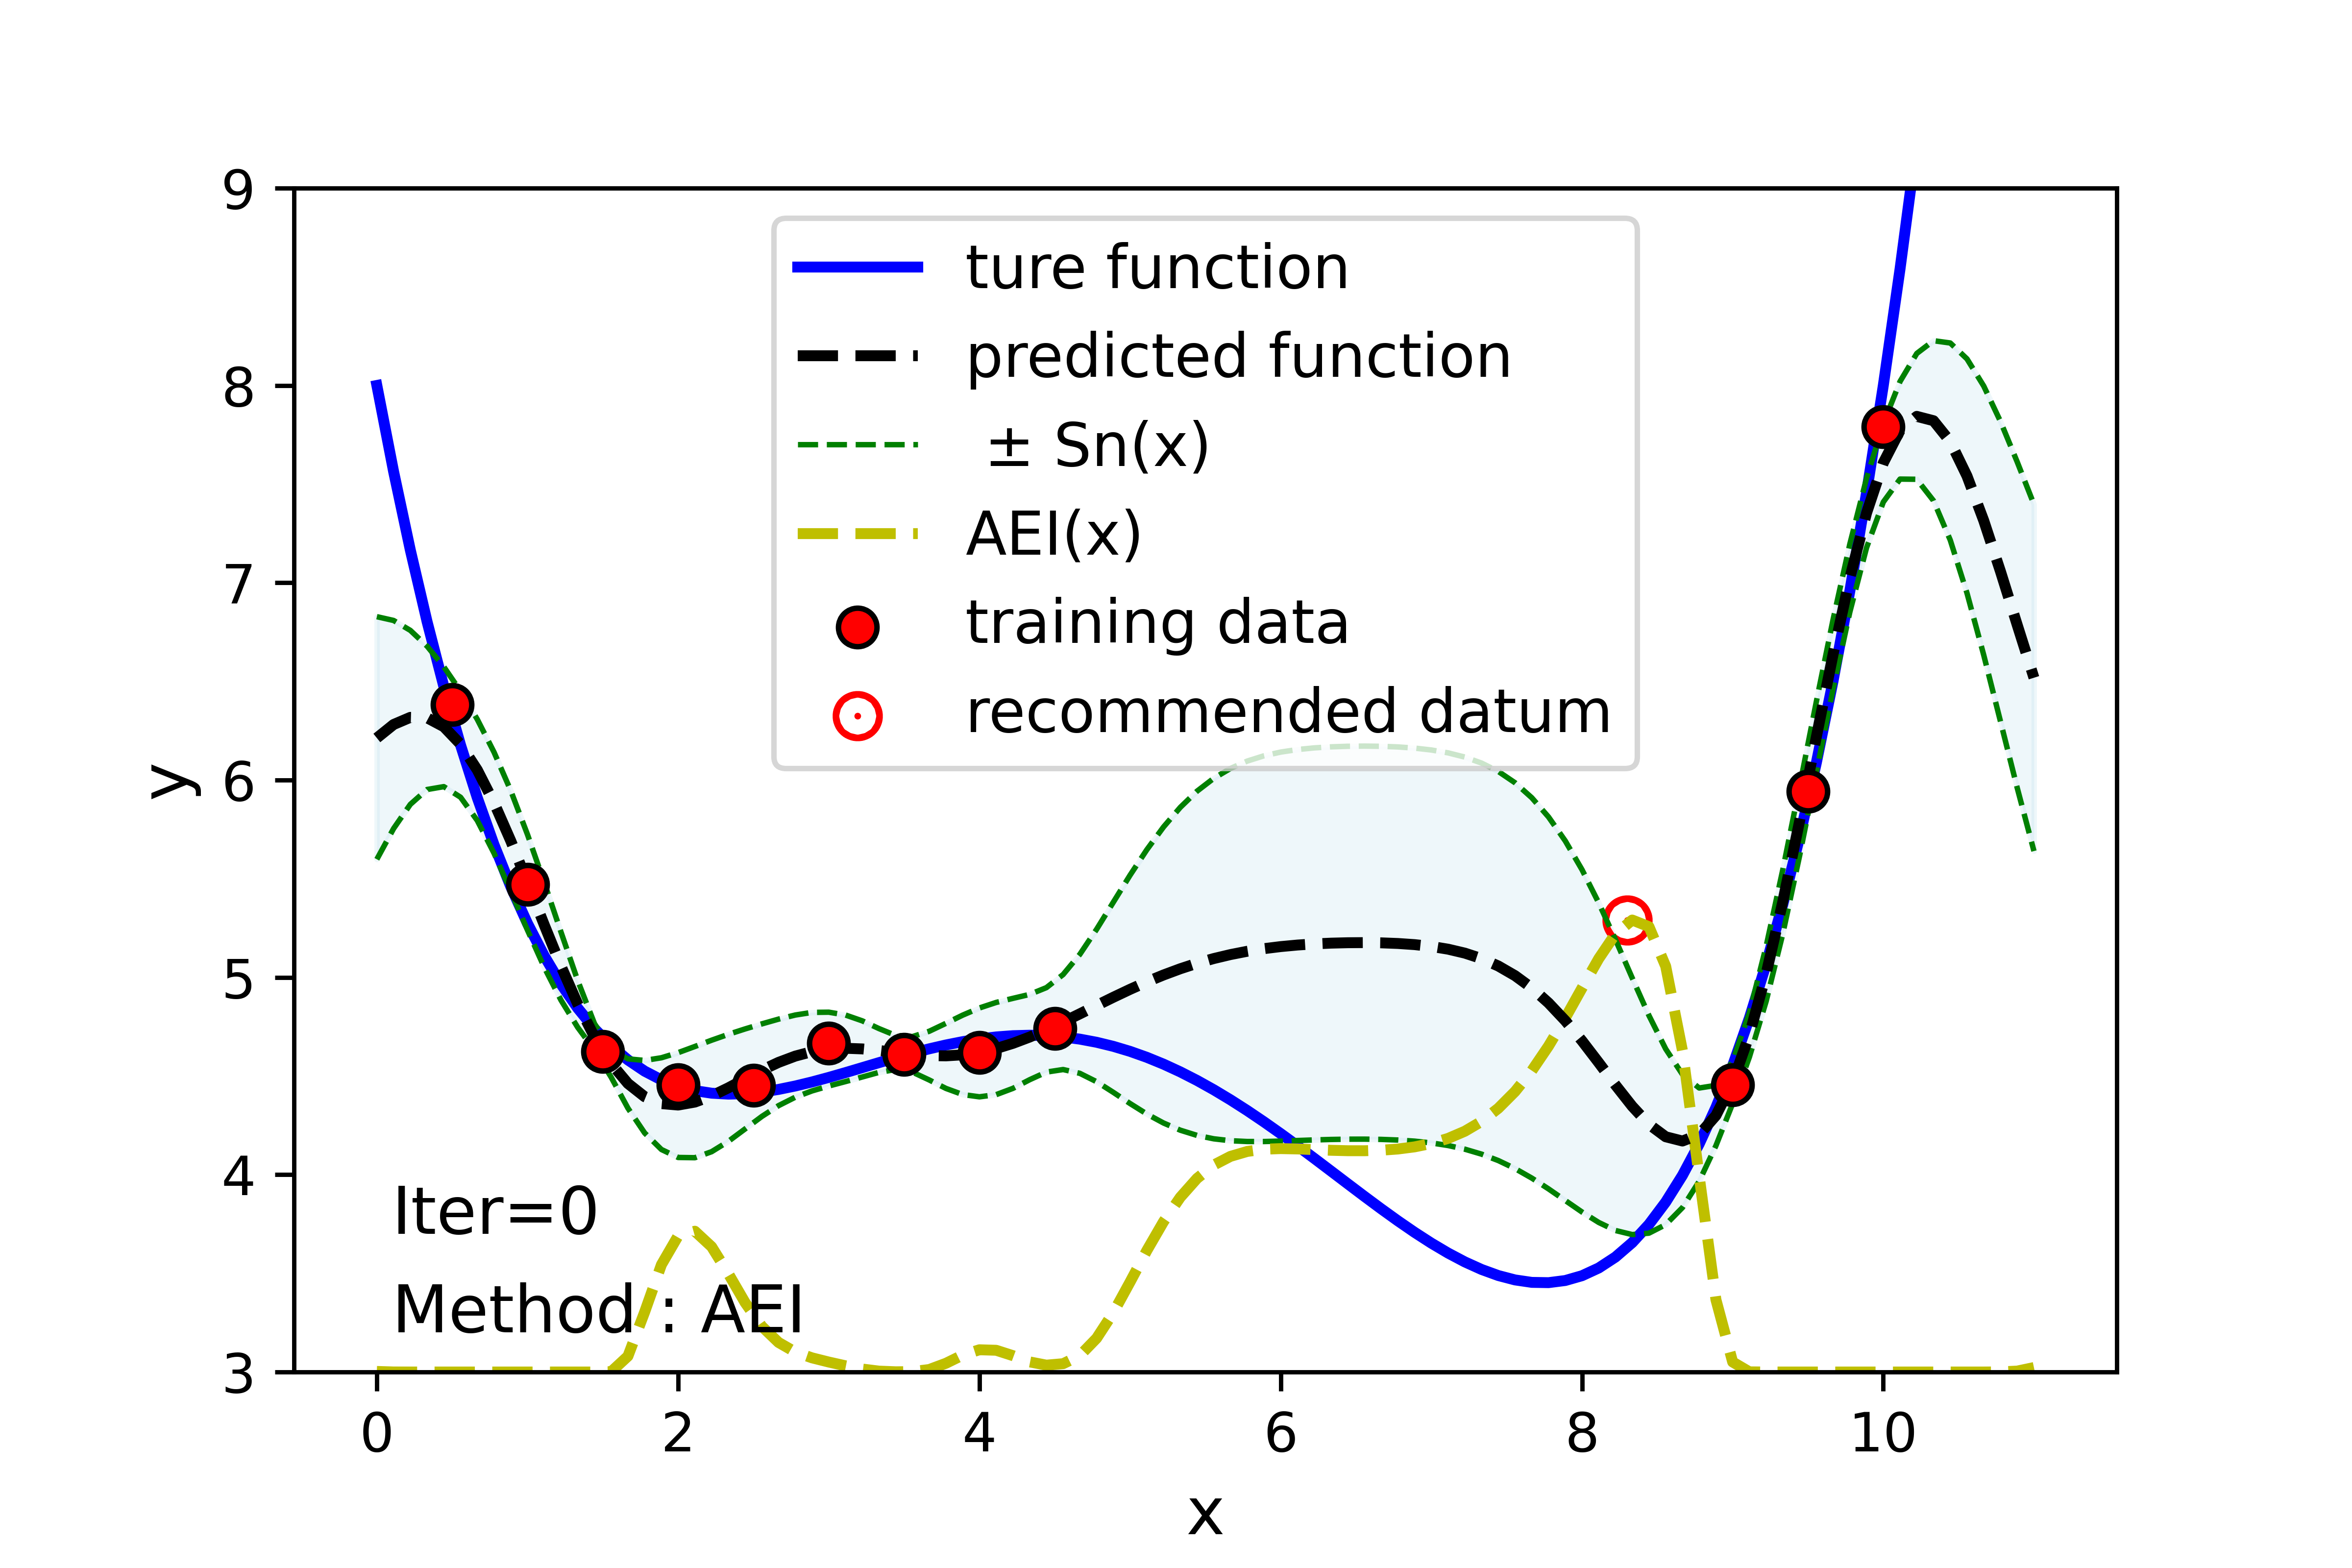 9
8
7
6
5
4
3
y
ture function
predicted function
± Sn(x)
AEI(x)
training data
recommended datum
Iter=0
Method : AEI
0 2 4 6 8 10
x